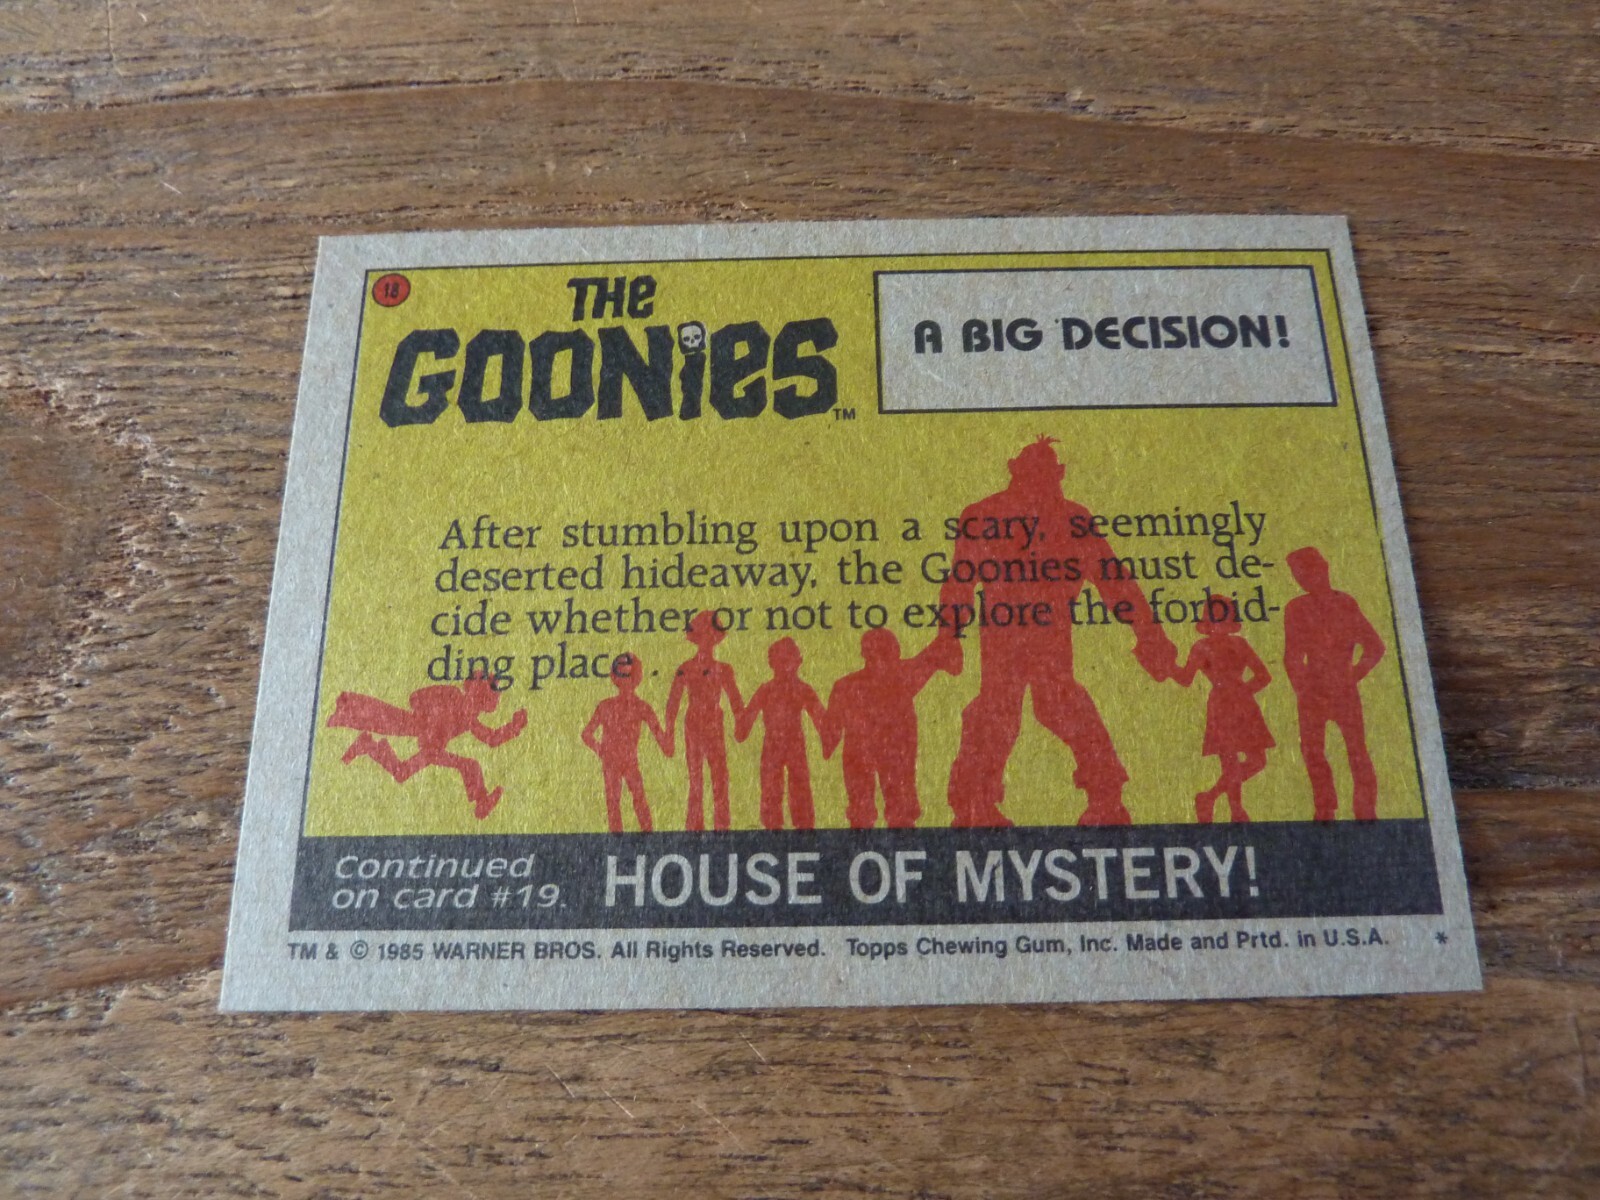 18
THE
GOONIES™
A BIG DECISION!
After stumbling upon a scary, seemingly
deserted hideaway, the Goonies must de-
cide whether or not to explore the forbid-
ding place . . .
Continued
on card #19.
HOUSE OF MYSTERY!
TM & © 1985 WARNER BROS. All Rights Reserved. Topps Chewing Gum, Inc. Made and Prtd. in U.S.A. *